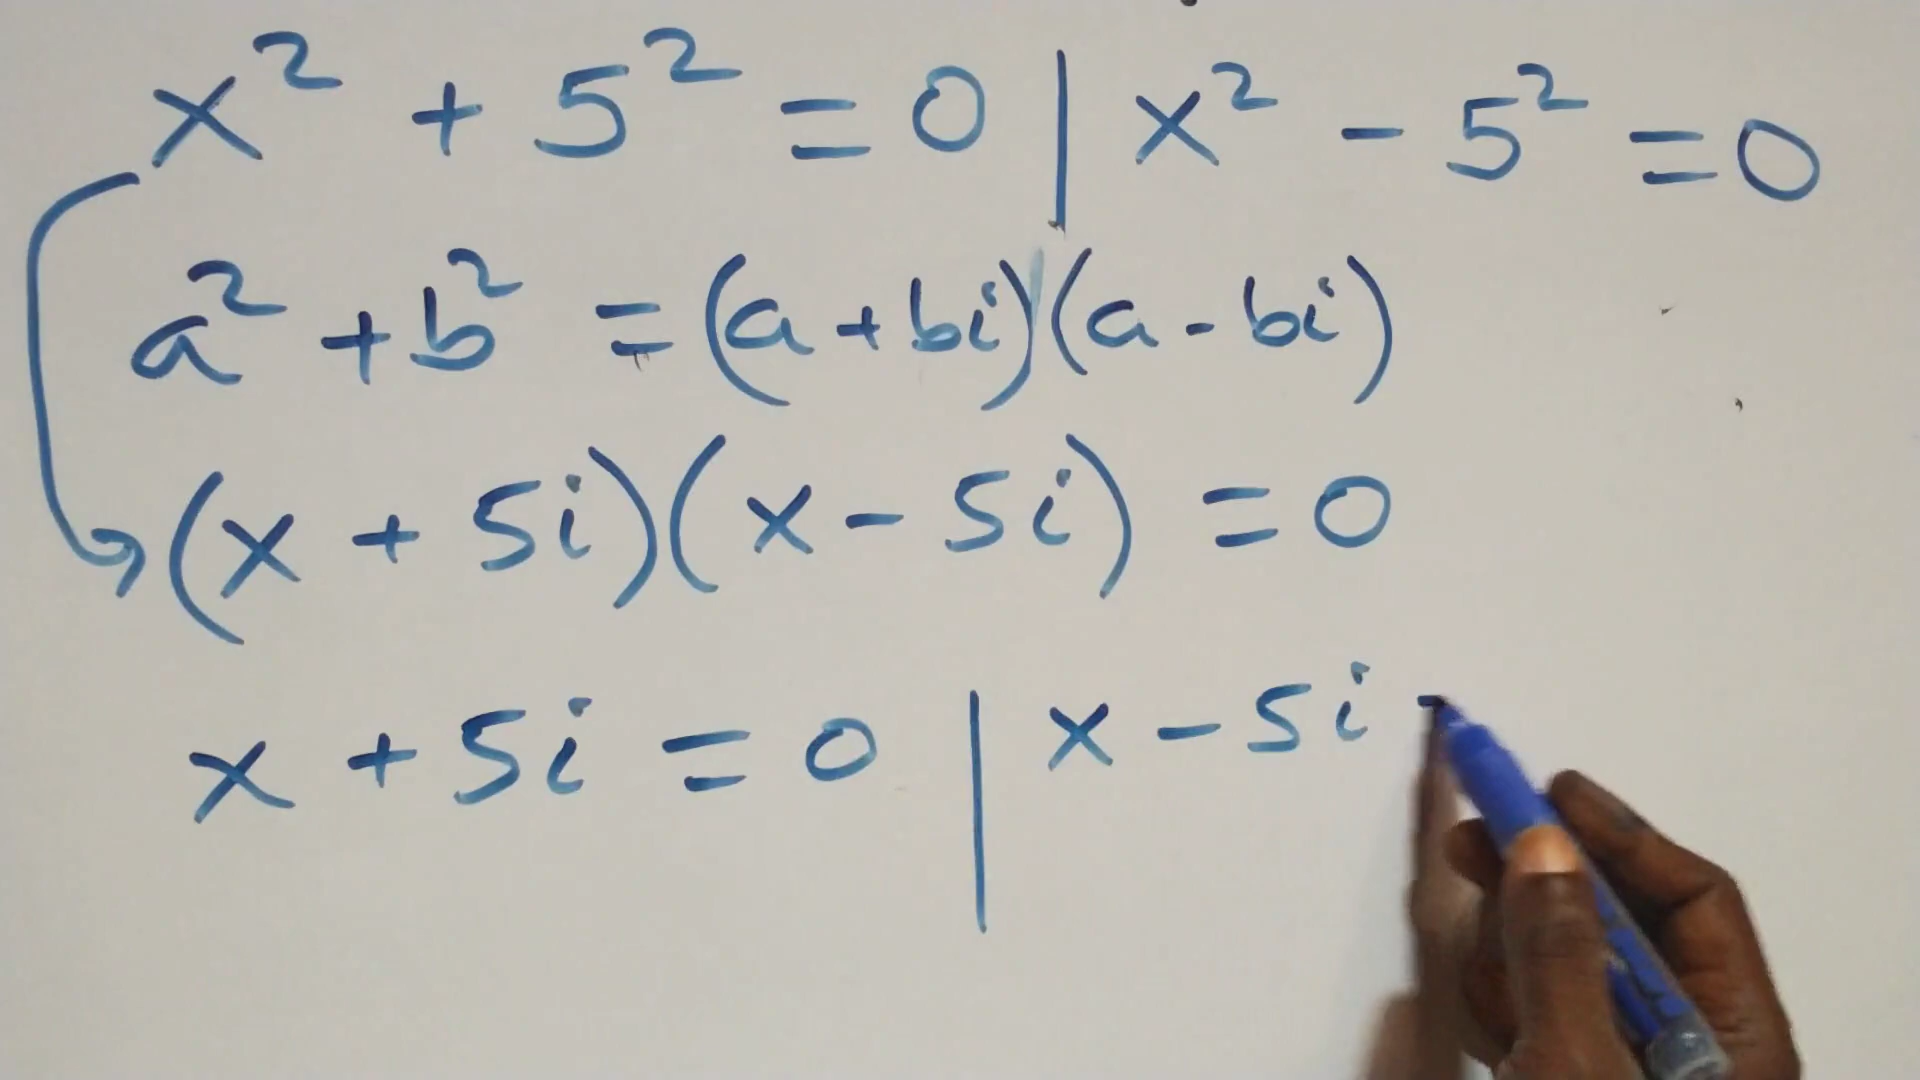 x² + 5² = 0 | x² - 5² = 0
a² + b² = (a + bi)(a - bi)
(x + 5i)(x - 5i) = 0
x + 5i = 0 | x - 5i -